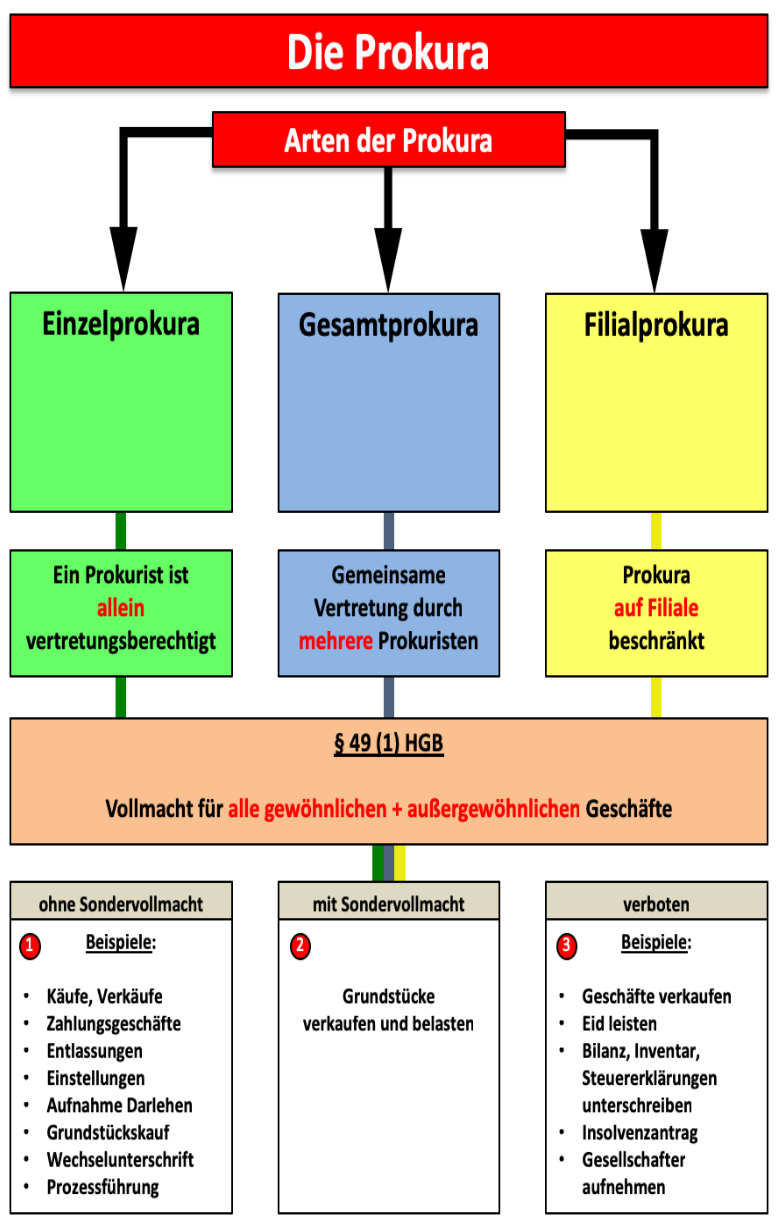 Die Prokura
Arten der Prokura
Einzelprokura
Gesamtprokura
Filialprokura
Ein Prokurist ist
allein
vertretungsberechtigt
Gemeinsame
Vertretung durch
mehrere Prokuristen
Prokura
auf Filiale
beschränkt
§ 49 (1) HGB
Vollmacht für alle gewöhnlichen + außergewöhnlichen Geschäfte
ohne Sondervollmacht
1 Beispiele:
• Käufe, Verkäufe
• Zahlungsgeschäfte
• Entlassungen
• Einstellungen
• Aufnahme Darlehen
• Grundstückskauf
• Wechselunterschrift
• Prozessführung
mit Sondervollmacht
2
Grundstücke
verkaufen und belasten
verboten
3 Beispiele:
• Geschäfte verkaufen
• Eid leisten
• Bilanz, Inventar,
Steuererklärungen
unterschreiben
• Insolvenzantrag
• Gesellschafter
aufnehmen